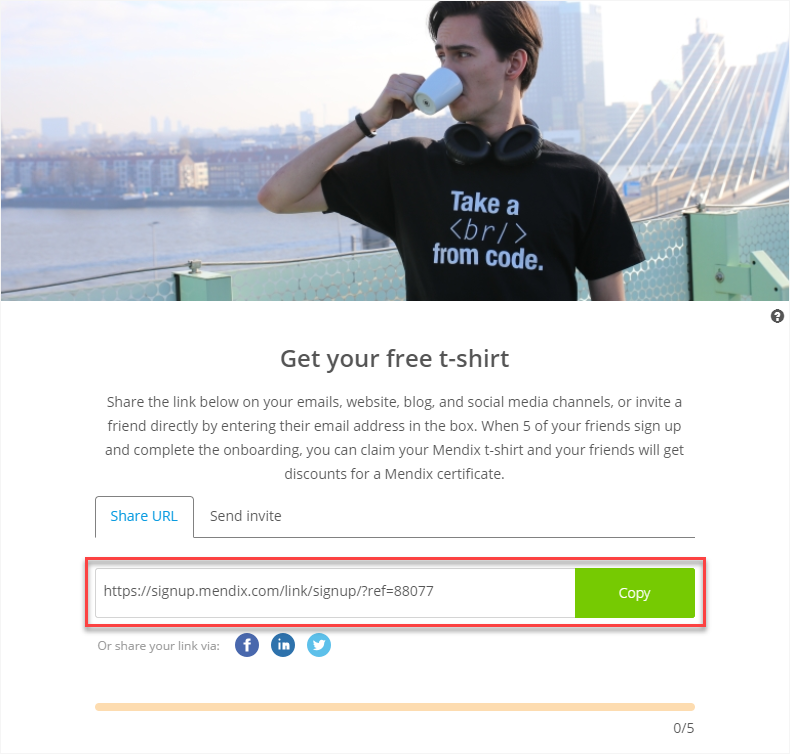 Take a
<br/>
from code.
Get your free t-shirt
Share the link below on your emails, website, blog, and social media channels, or invite a
friend directly by entering their email address in the box. When 5 of your friends sign up
and complete the onboarding, you can claim your Mendix t-shirt and your friends will get
discounts for a Mendix certificate.
Share URL
Send invite
https://signup.mendix.com/link/signup/?ref=88077
Copy
Or share your link via:
0/5